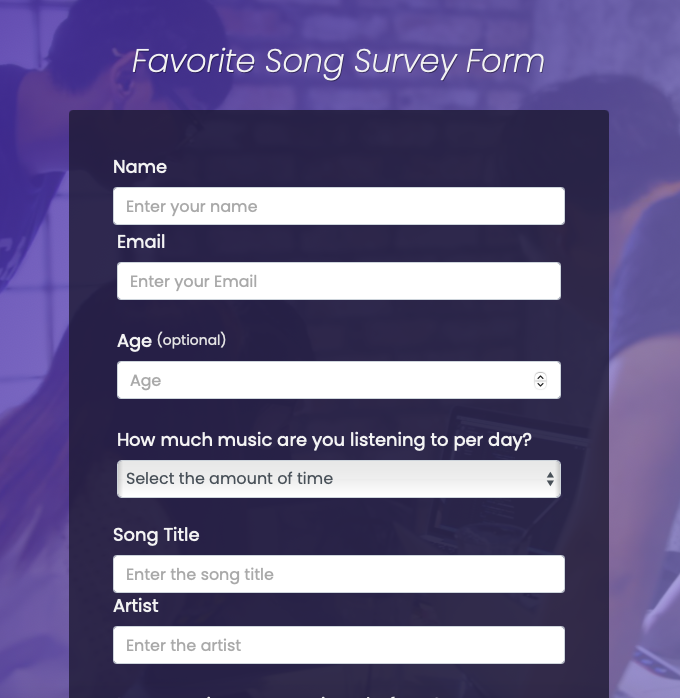 Favorite Song Survey Form
Name
Enter your name
Email
Enter your Email
Age (optional)
Age
How much music are you listening to per day?
Select the amount of time
Song Title
Enter the song title
Artist
Enter the artist